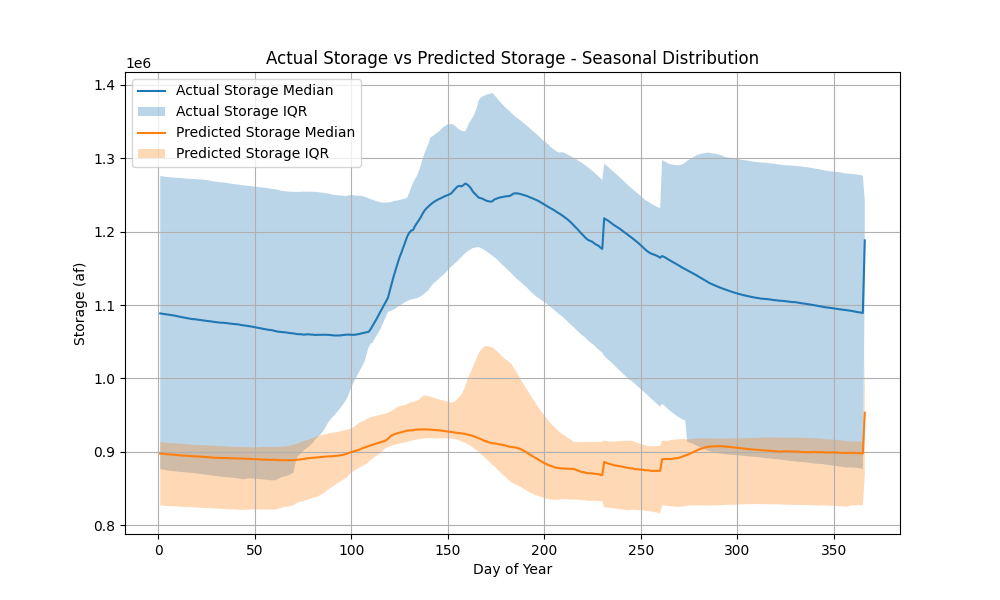 Actual Storage vs Predicted Storage - Seasonal Distribution
1e6
1.4
1.3
1.2
1.1
1.0
0.9
0.8
Storage (af)
Actual Storage Median
Actual Storage IQR
Predicted Storage Median
Predicted Storage IQR
0 50 100 150 200 250 300 350
Day of Year